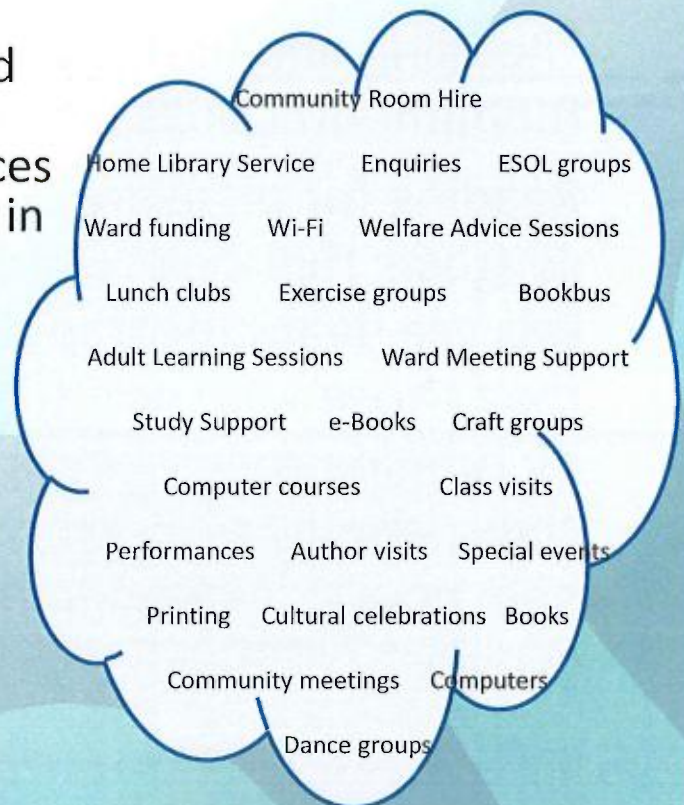 d
ces
in
Community Room Hire
Home Library Service Enquiries ESOL groups
Ward funding Wi-Fi Welfare Advice Sessions
Lunch clubs Exercise groups Bookbus
Adult Learning Sessions Ward Meeting Support
Study Support e-Books Craft groups
Computer courses Class visits
Performances Author visits Special events
Printing Cultural celebrations Books
Community meetings Computers
Dance groups